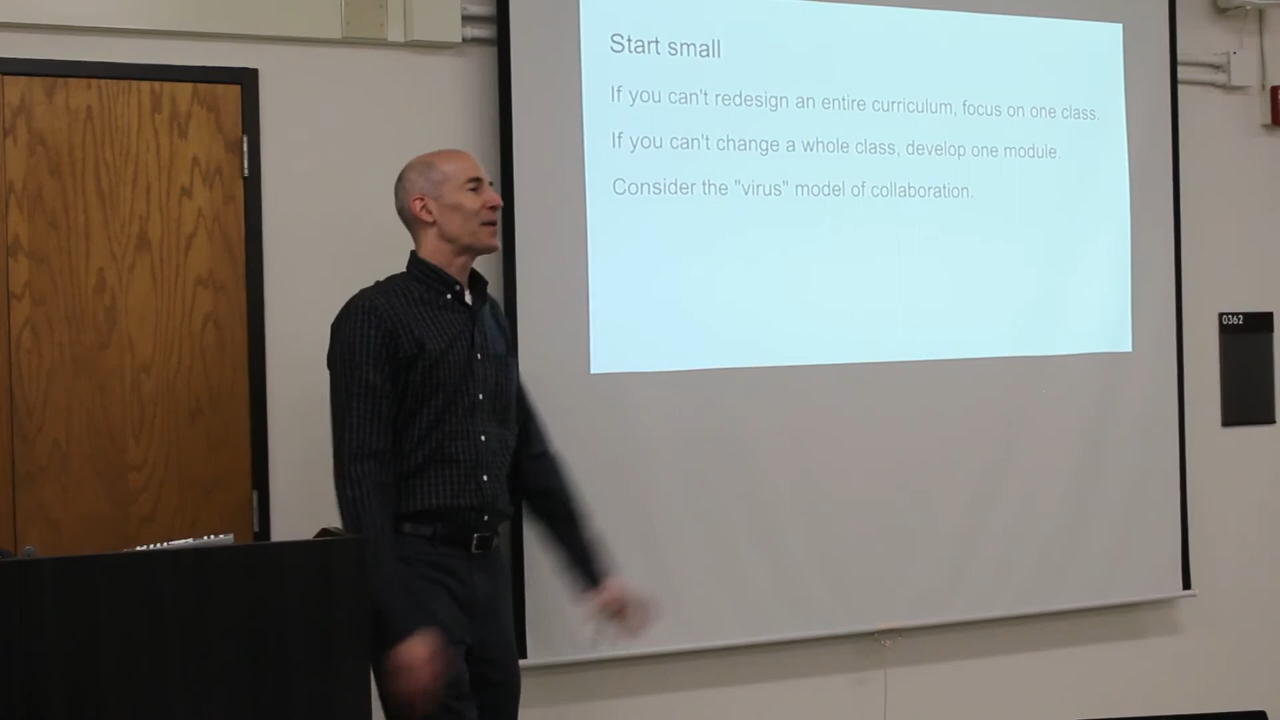 Start small
If you can't redesign an entire curriculum, focus on one class.
If you can't change a whole class, develop one module.
Consider the "virus" model of collaboration.
0362